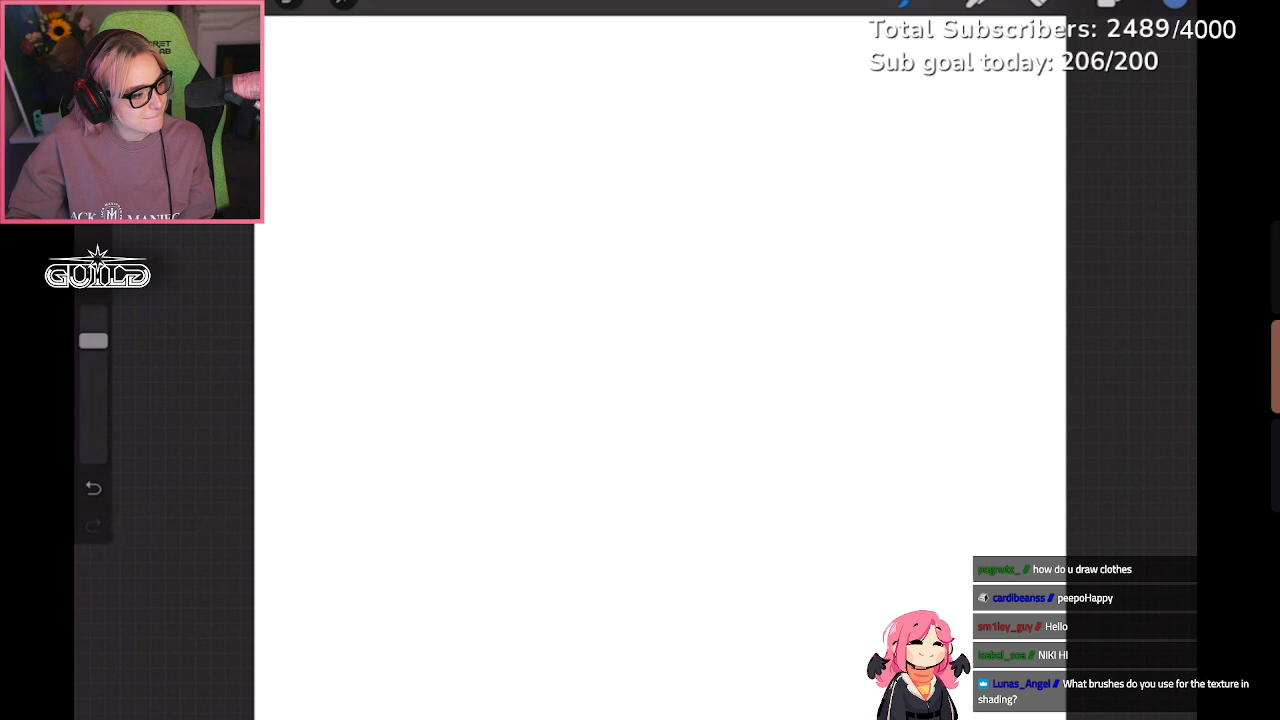 Total Subscribers: 2489/4000
Sub goal today: 206/200
GUILD
how do u draw clothes
cardibeanss // peepoHappy
sm1ley_guy // Hello
// NIKI HI
Lunas_Angel // What brushes do you use for the texture in
shading?